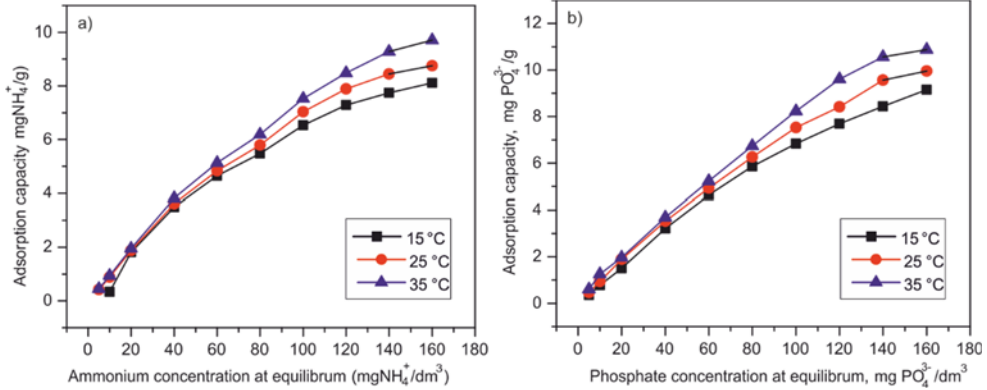 a)
Adsorption capacity mgNH₄⁺/g)
10
8
6
4
2
0
15 °C
25 °C
35 °C
0 20 40 60 80 100 120 140 160 180
Ammonium concentration at equilibrum (mgNH₄⁺/dm³)
b)
Adsorption capacity, mg PO₄³⁻/g
12
10
8
6
4
2
0
15 °C
25 °C
35 °C
0 20 40 60 80 100 120 140 160 180
Phosphate concentration at equilibrum, mg PO₄³⁻/dm³